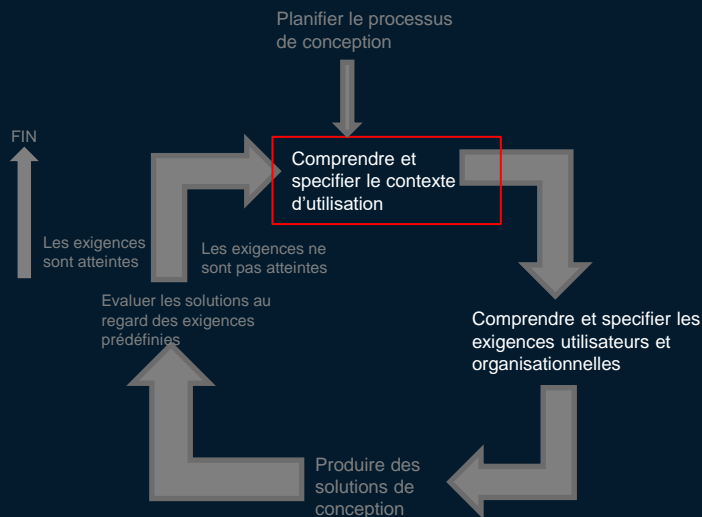 Planifier le processus
de conception
FIN
Comprendre et
specifier le contexte
d'utilisation
Les exigences
sont atteintes
Les exigences ne
sont pas atteintes
Evaluer les solutions au
regard des exigences
prédéfinies
Comprendre et specifier les
exigences utilisateurs et
organisationnelles
Produire des
solutions de
conception